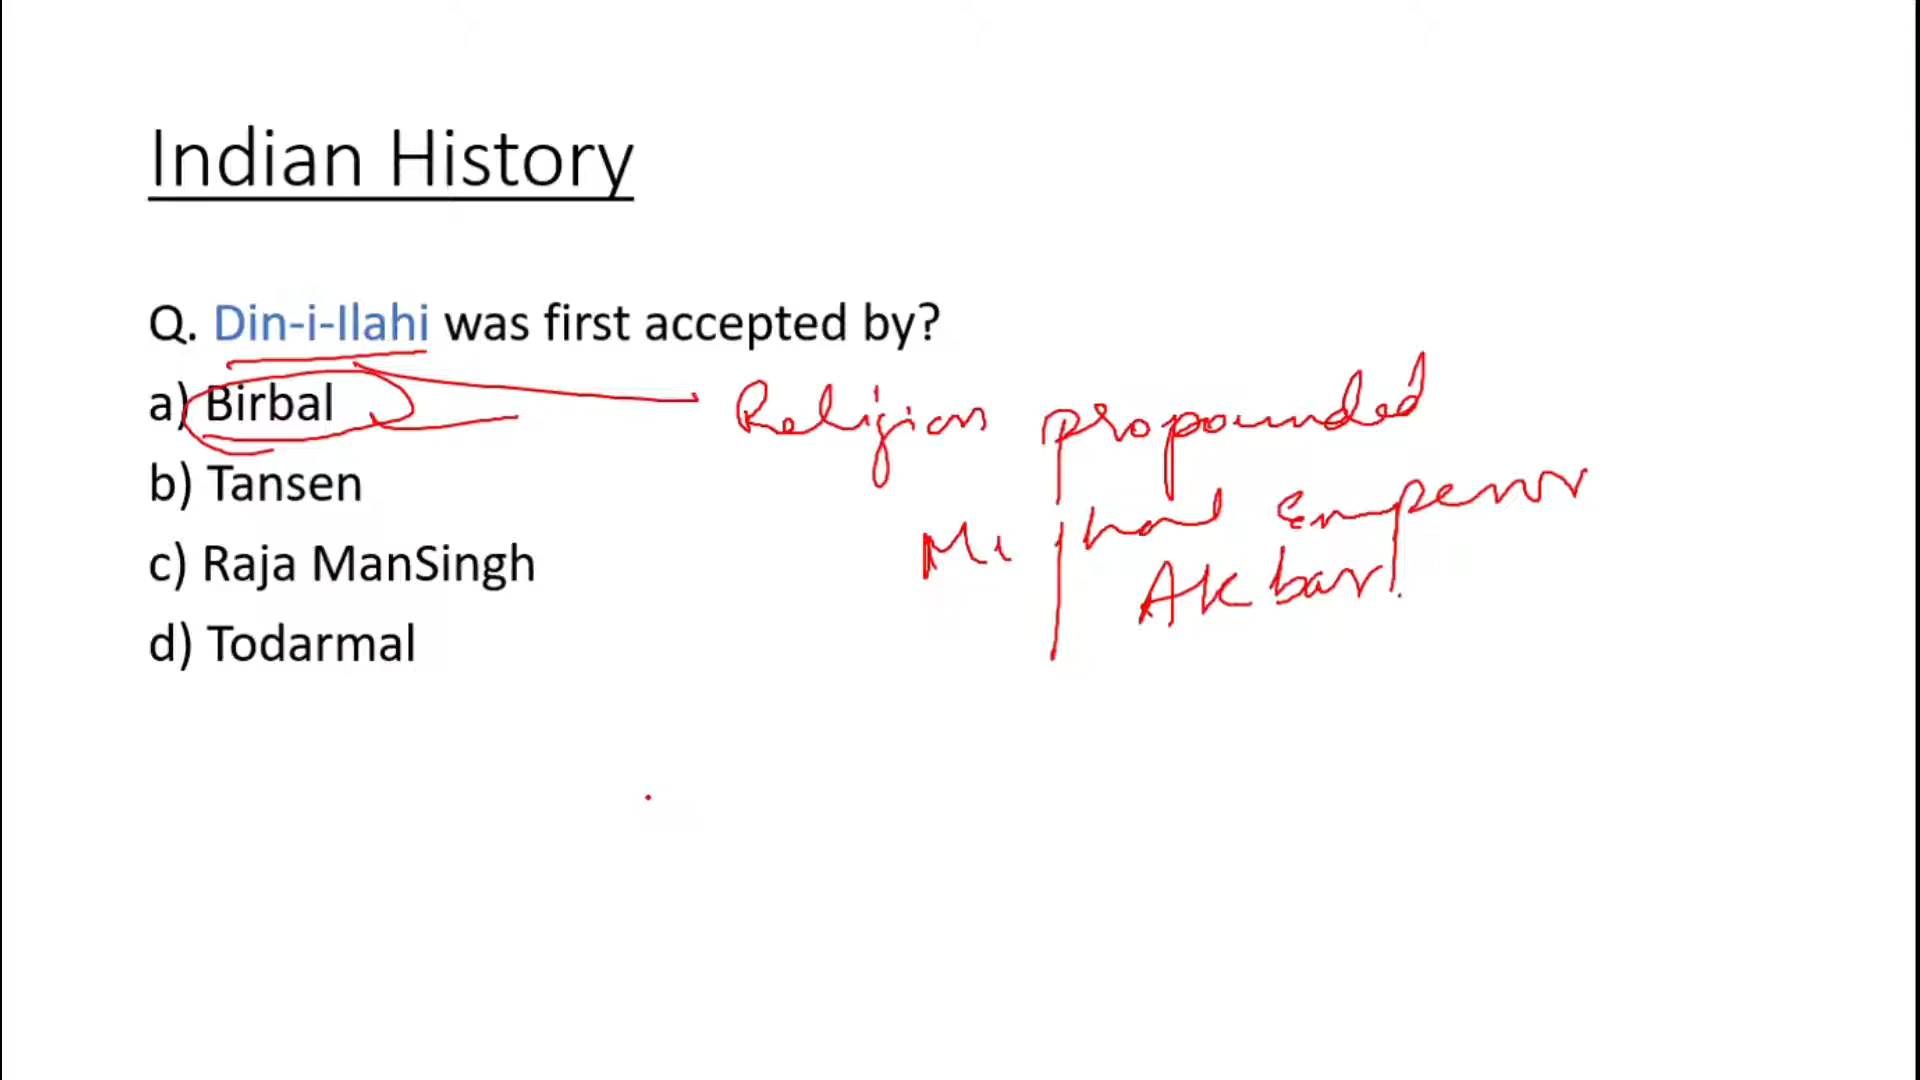 Indian History
Q. Din-i-Ilahi was first accepted by?
a) Birbal
Religion propounded
b) Tansen
Mughal Emperor
c) Raja ManSingh
Akbar.
d) Todarmal